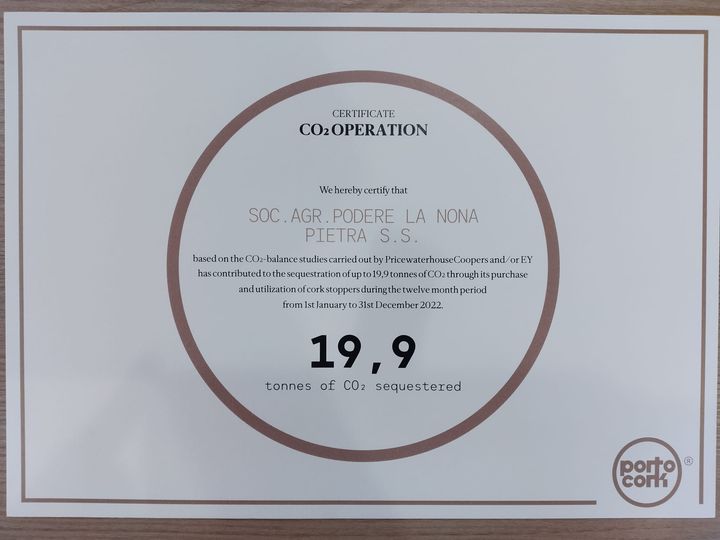 CERTIFICATE
CO₂OPERATION
We hereby certify that
SOC.AGR.PODERE LA NONA
PIETRA S.S.
based on the CO₂-balance studies carried out by PricewaterhouseCoopers and/or EY
has contributed to the sequestration of up to 19,9 tonnes of CO₂ through its purchase
and utilization of cork stoppers during the twelve month period
from 1st January to 31st December 2022.
19,9
tonnes of CO₂ sequestered
porto
cork ®